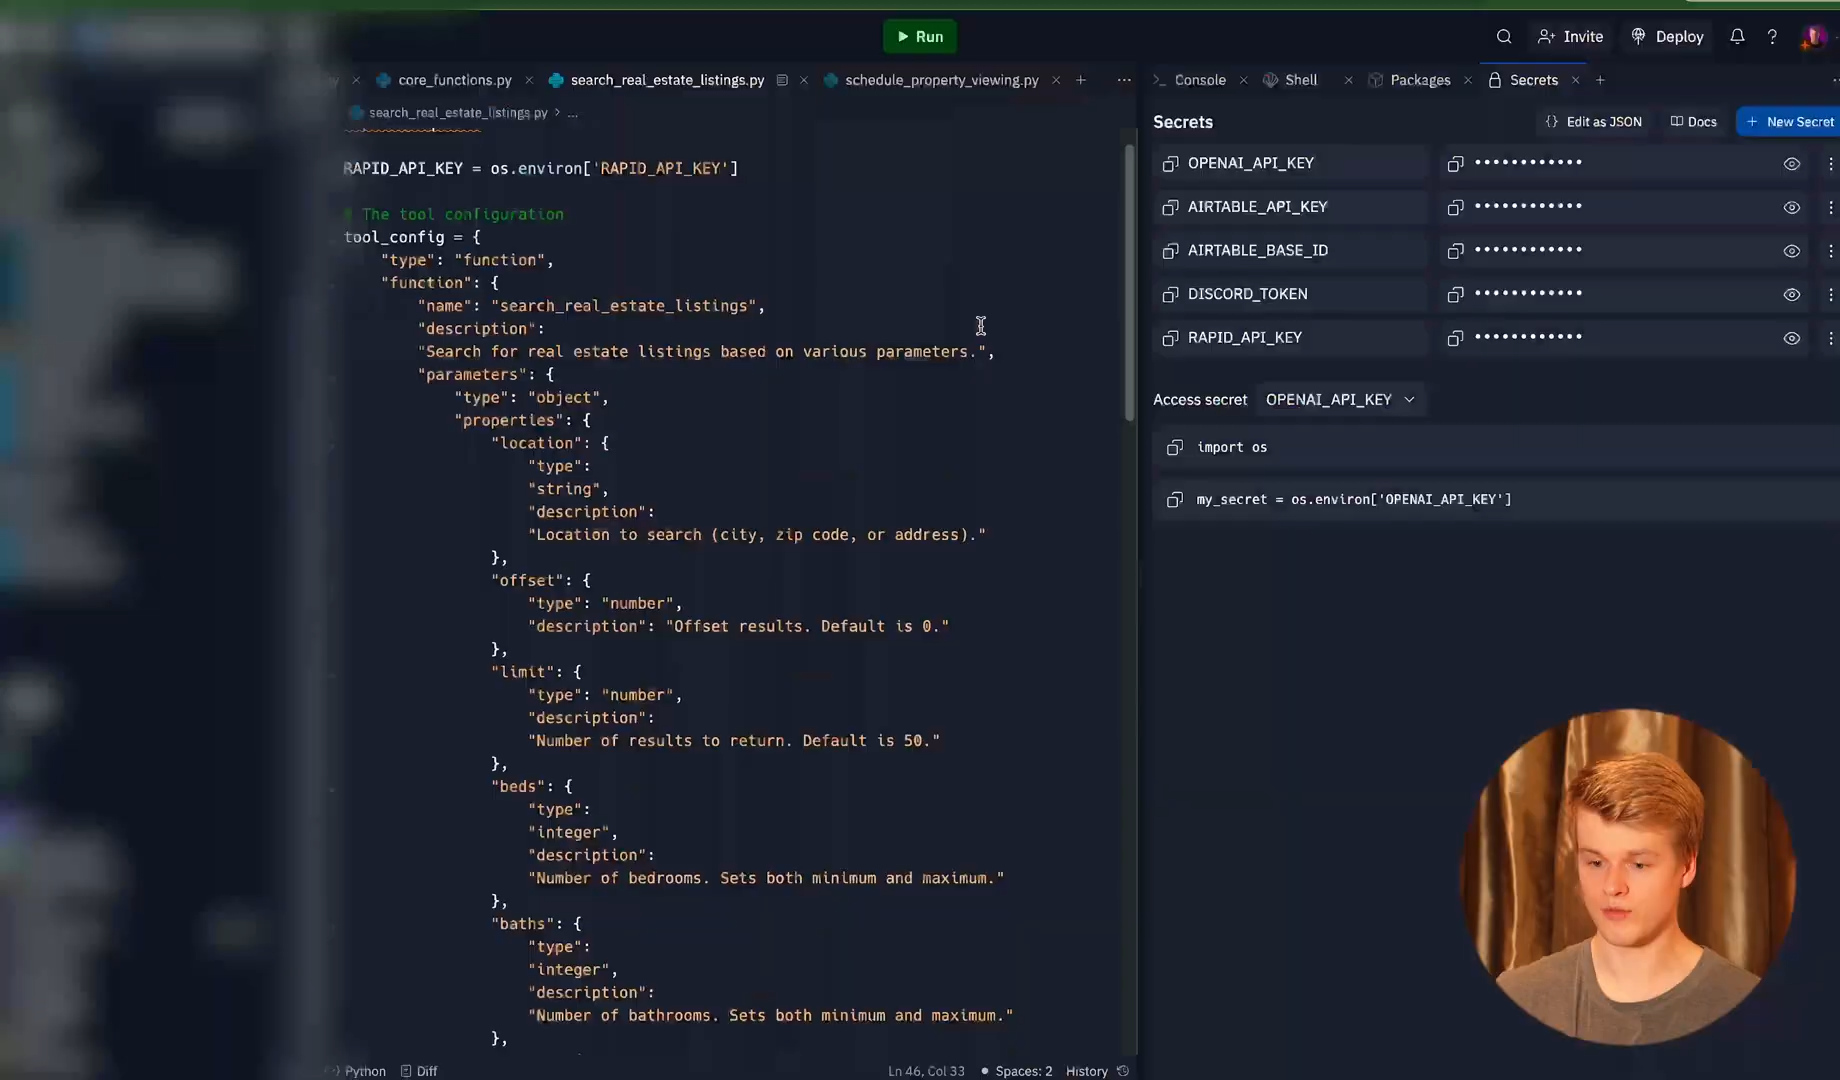 Run
Invite
Deploy
?
core_functions.py
search_real_estate_listings.py
schedule_property_viewing.py
Console
Shell
Packages
Secrets
search_real_estate_listings.py > ...
RAPID_API_KEY = os.environ['RAPID_API_KEY']
# The tool configuration
tool_config = {
"type": "function",
"function": {
"name": "search_real_estate_listings",
"description":
"Search for real estate listings based on various parameters.",
"parameters": {
"type": "object",
"properties": {
"location": {
"type":
"string",
"description":
"Location to search (city, zip code, or address)."
},
"offset": {
"type": "number",
"description": "Offset results. Default is 0."
},
"limit": {
"type": "number",
"description":
"Number of results to return. Default is 50."
},
"beds": {
"type":
"integer",
"description":
"Number of bedrooms. Sets both minimum and maximum."
},
"baths": {
"type":
"integer",
"description":
"Number of bathrooms. Sets both minimum and maximum."
},
Python
Diff
Ln 46, Col 33
Spaces: 2
History
Secrets
{} Edit as JSON
Docs
+ New Secret
OPENAI_API_KEY ••••••••••••
AIRTABLE_API_KEY ••••••••••••
AIRTABLE_BASE_ID ••••••••••••
DISCORD_TOKEN ••••••••••••
RAPID_API_KEY ••••••••••••
Access secret OPENAI_API_KEY
import os
my_secret = os.environ['OPENAI_API_KEY']